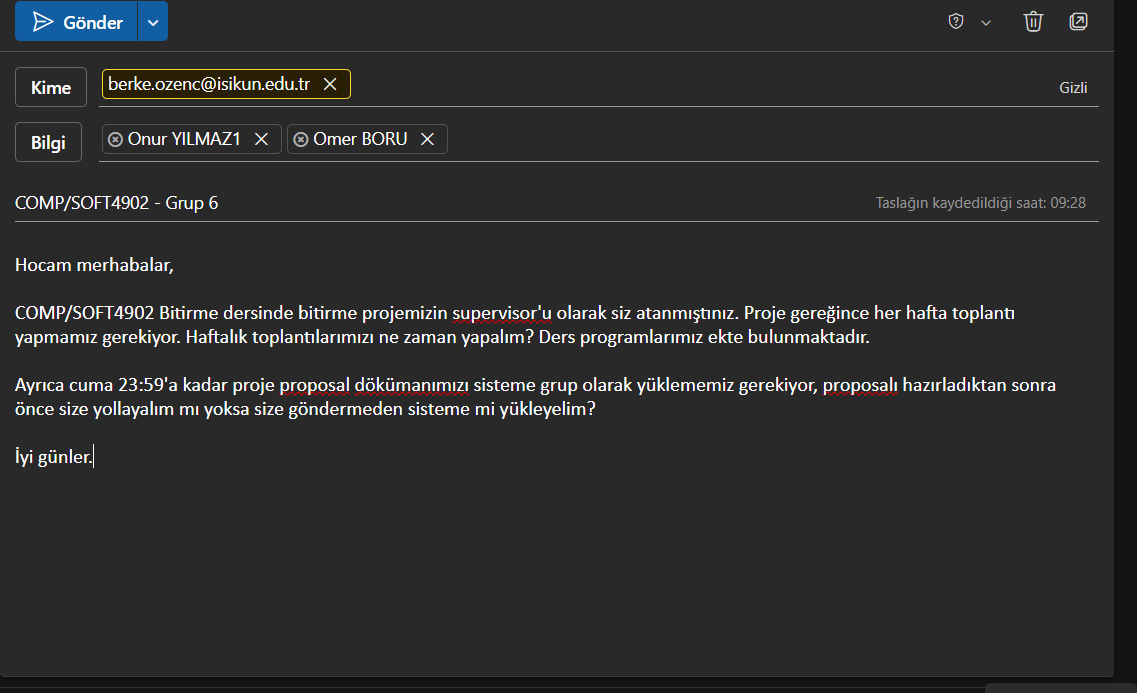 Gönder
Kime
berke.ozenc@isikun.edu.tr
Gizli
Bilgi
Onur YILMAZ1
Omer BORU
COMP/SOFT4902 - Grup 6
Taslağın kaydedildiği saat: 09:28
Hocam merhabalar,
COMP/SOFT4902 Bitirme dersinde bitirme projemizin supervisor'u olarak siz atanmıştınız. Proje gereğince her hafta toplantı
yapmamız gerekiyor. Haftalık toplantılarımızı ne zaman yapalım? Ders programlarımız ekte bulunmaktadır.
Ayrıca cuma 23:59'a kadar proje proposal dökümanımızı sisteme grup olarak yüklememiz gerekiyor, proposalı hazırladıktan sonra
önce size yollayalım mı yoksa size göndermeden sisteme mi yükleyelim?
İyi günler.